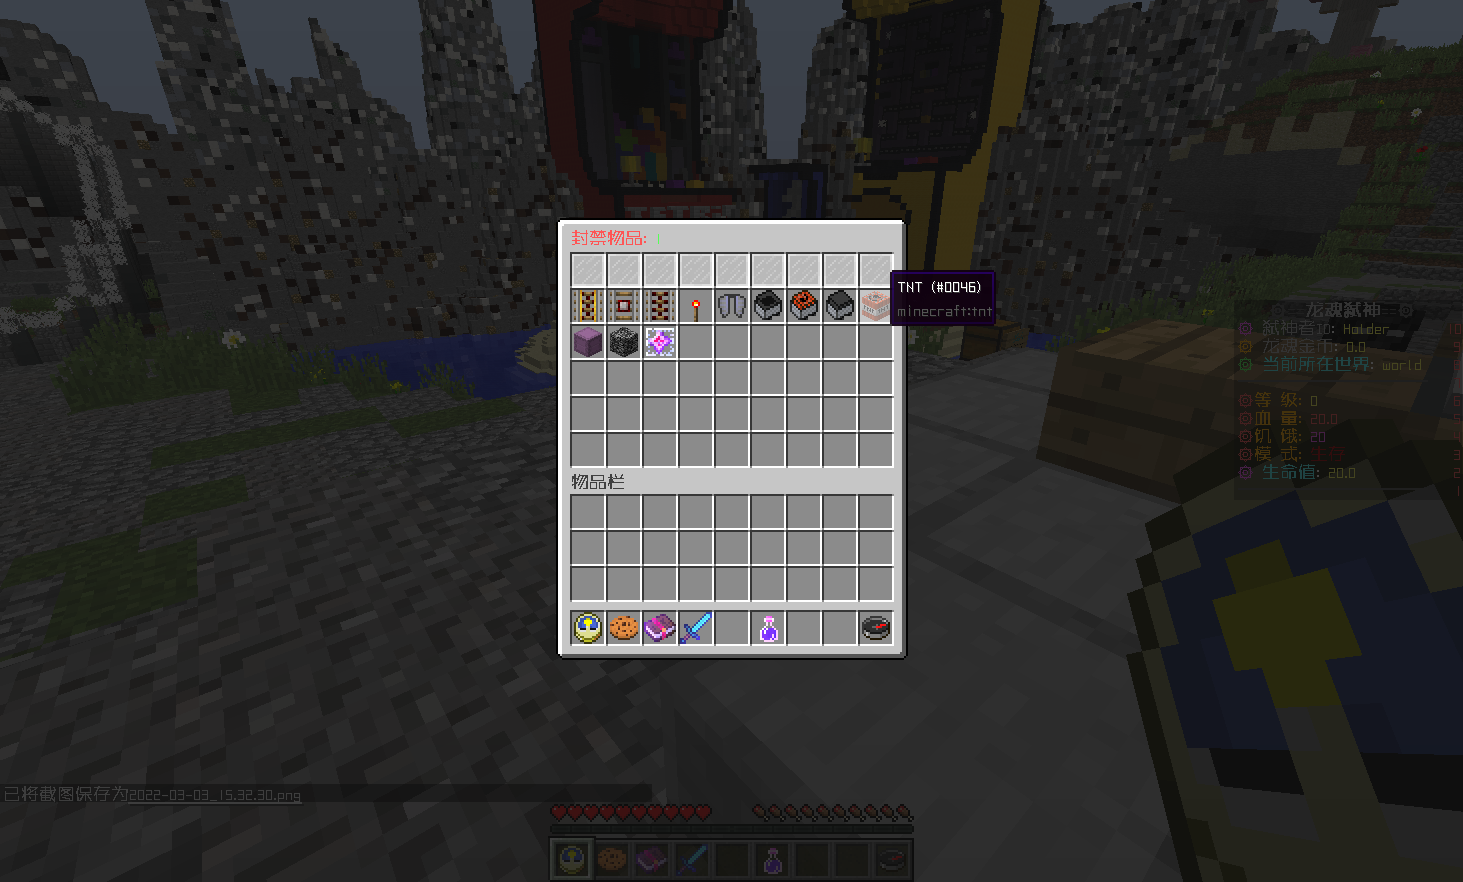 TETRIS
封禁物品:
TNT (#0046)
minecraft:tnt
龙魂弑神
弑神者ID: Holder
龙魂金币: 0.0
当前所在世界: world
等 级: 0
血 量: 20.0
饥 饿: 20
模 式: 生存
生命值: 20.0
物品栏
已将截图保存为2022-03-03_15.32.30.png